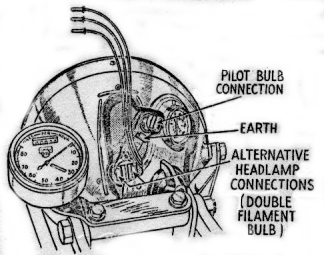 PILOT BULB
CONNECTION
EARTH
ALTERNATIVE
HEADLAMP
CONNECTIONS
(DOUBLE
FILAMENT
BULB)